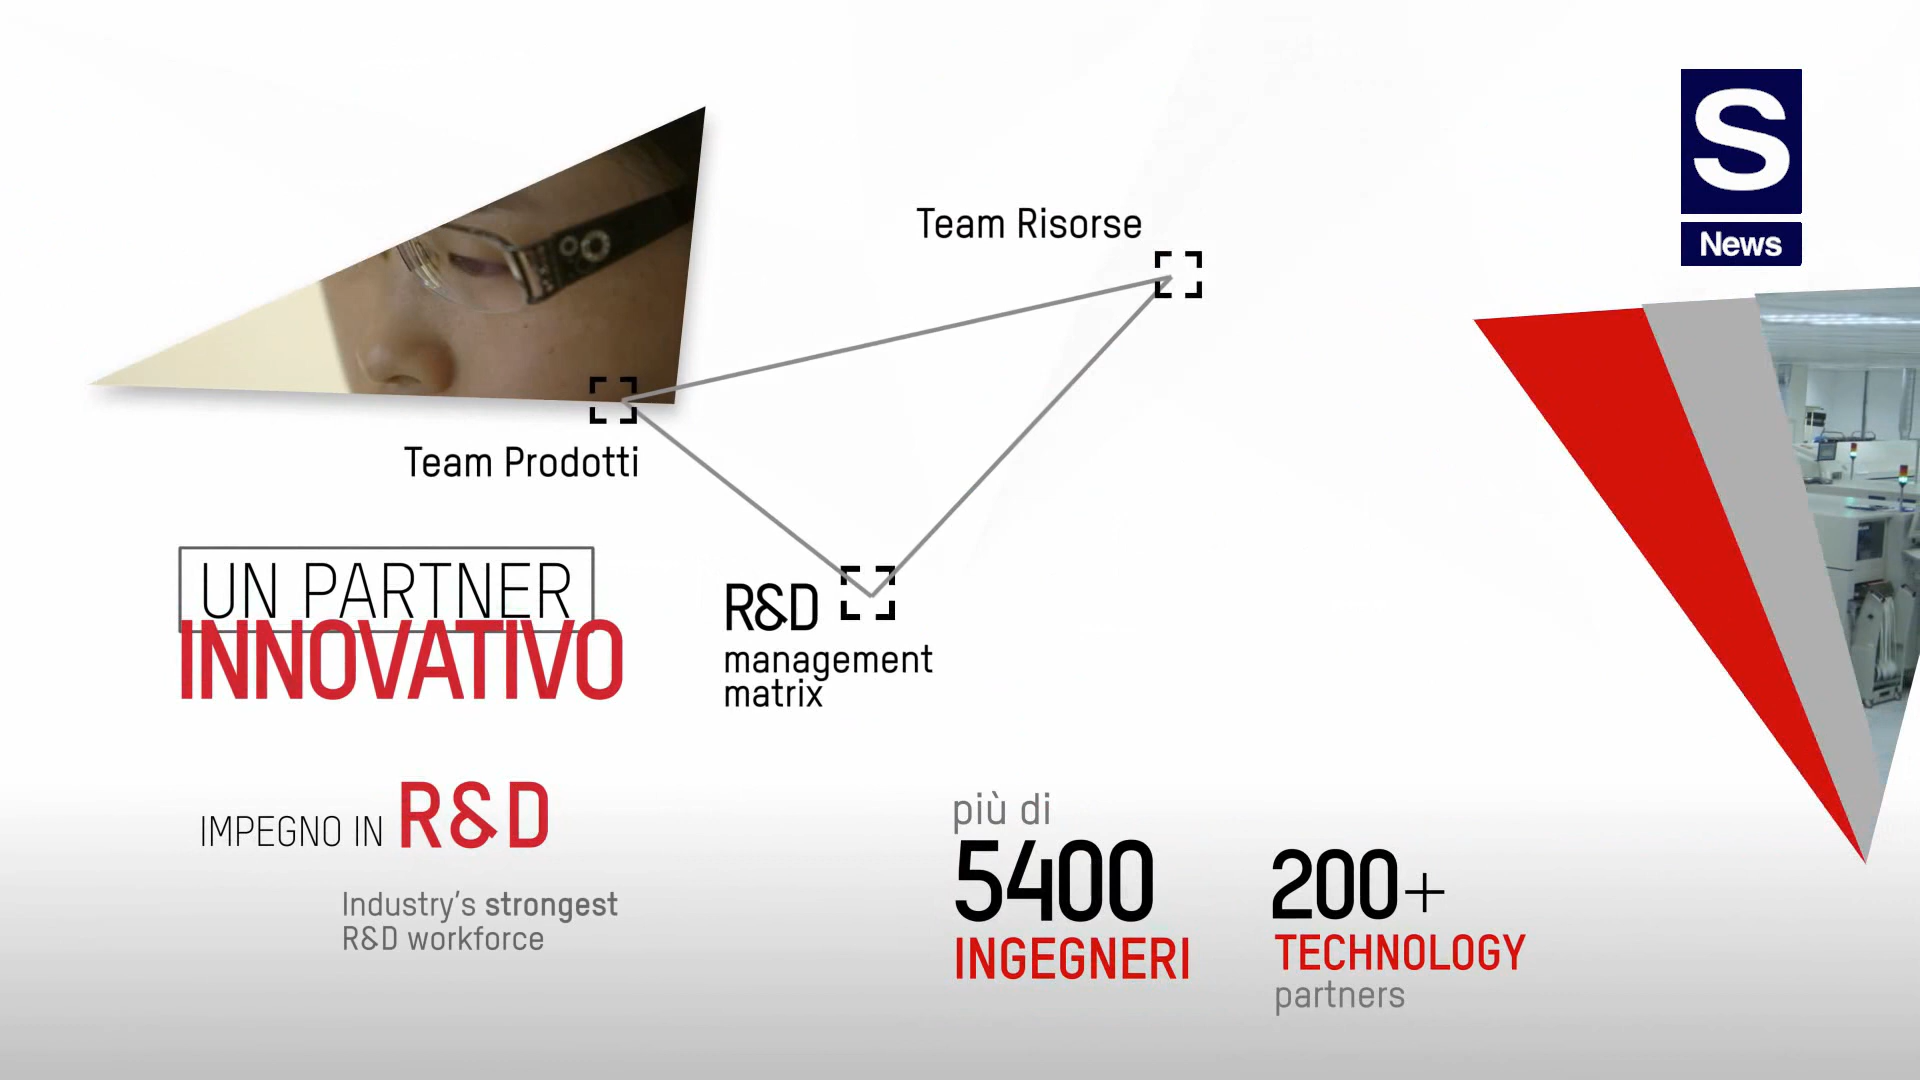 S
News
Team Risorse
Team Prodotti
UN PARTNER
INNOVATIVO
R&D
management
matrix
IMPEGNO IN R&D
Industry's strongest
R&D workforce
più di
5400
INGEGNERI
200+
TECHNOLOGY
partners